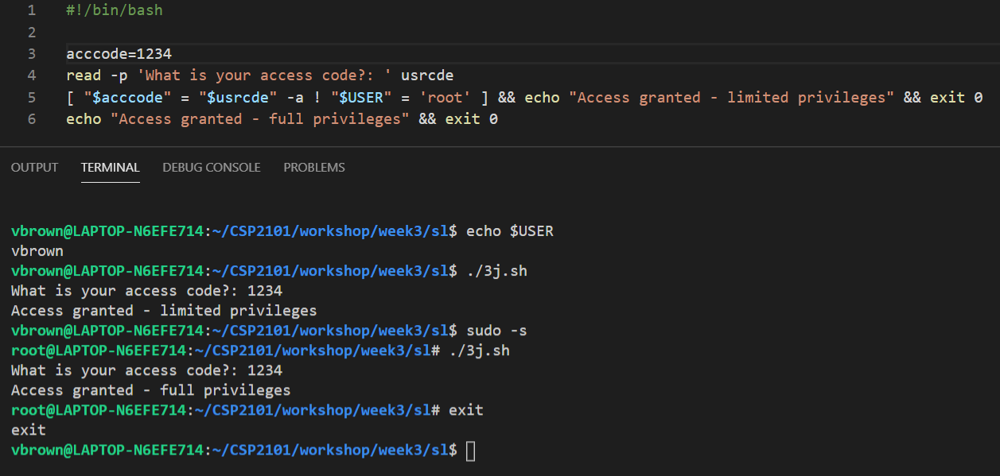 1 #!/bin/bash
2
3 acccode=1234
4 read -p 'What is your access code?: ' usrcde
5 [ "$acccode" = "$usrcde" -a ! "$USER" = 'root' ] && echo "Access granted - limited privileges" && exit 0
6 echo "Access granted - full privileges" && exit 0
OUTPUT TERMINAL DEBUG CONSOLE PROBLEMS
vbrown@LAPTOP-N6EFE714:~/CSP2101/workshop/week3/sl$ echo $USER
vbrown
vbrown@LAPTOP-N6EFE714:~/CSP2101/workshop/week3/sl$ ./3j.sh
What is your access code?: 1234
Access granted - limited privileges
vbrown@LAPTOP-N6EFE714:~/CSP2101/workshop/week3/sl$ sudo -s
root@LAPTOP-N6EFE714:~/CSP2101/workshop/week3/sl# ./3j.sh
What is your access code?: 1234
Access granted - full privileges
root@LAPTOP-N6EFE714:~/CSP2101/workshop/week3/sl# exit
exit
vbrown@LAPTOP-N6EFE714:~/CSP2101/workshop/week3/sl$